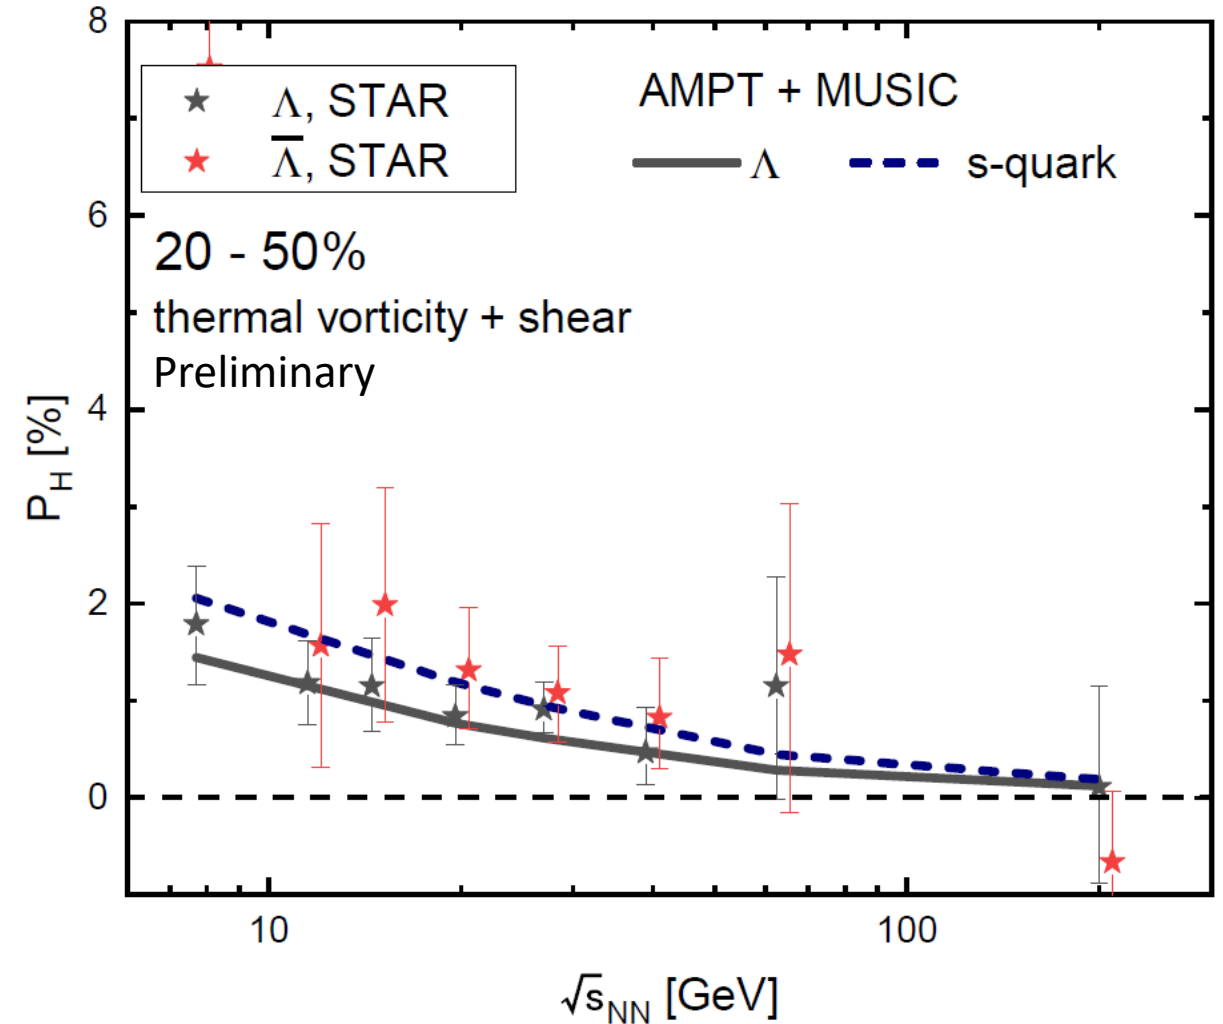 8
Λ, STAR
Λ̅, STAR
AMPT + MUSIC
Λ
s-quark
6
20 - 50%
thermal vorticity + shear
Preliminary
4
P_H [%]
2
0
10
100
√s_NN [GeV]